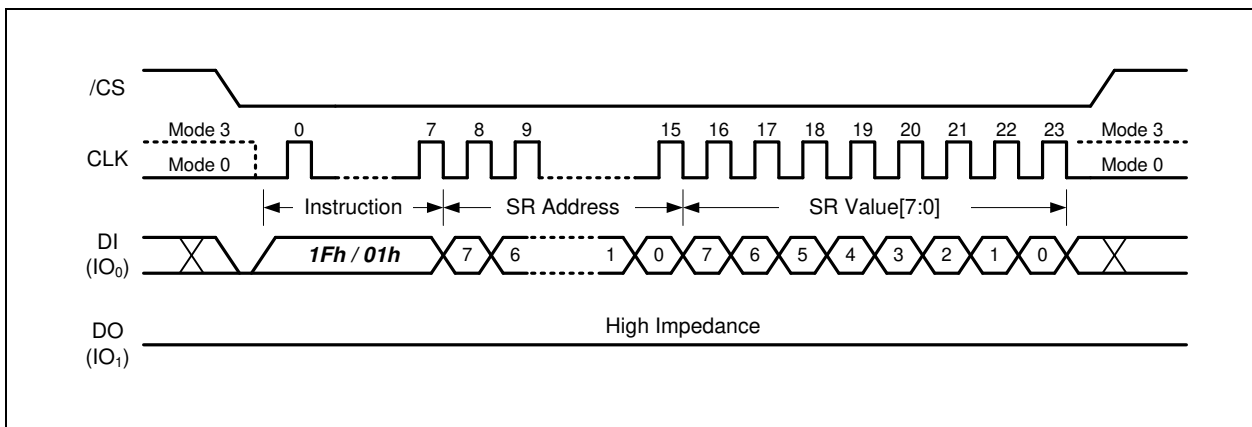 /CS
Mode 3 0 7 8 9 15 16 17 18 19 20 21 22 23 Mode 3
CLK
Mode 0 Mode 0
Instruction SR Address SR Value[7:0]
DI
(IO₀)
1Fh / 01h 7 6 1 0 7 6 5 4 3 2 1 0
High Impedance
DO
(IO₁)